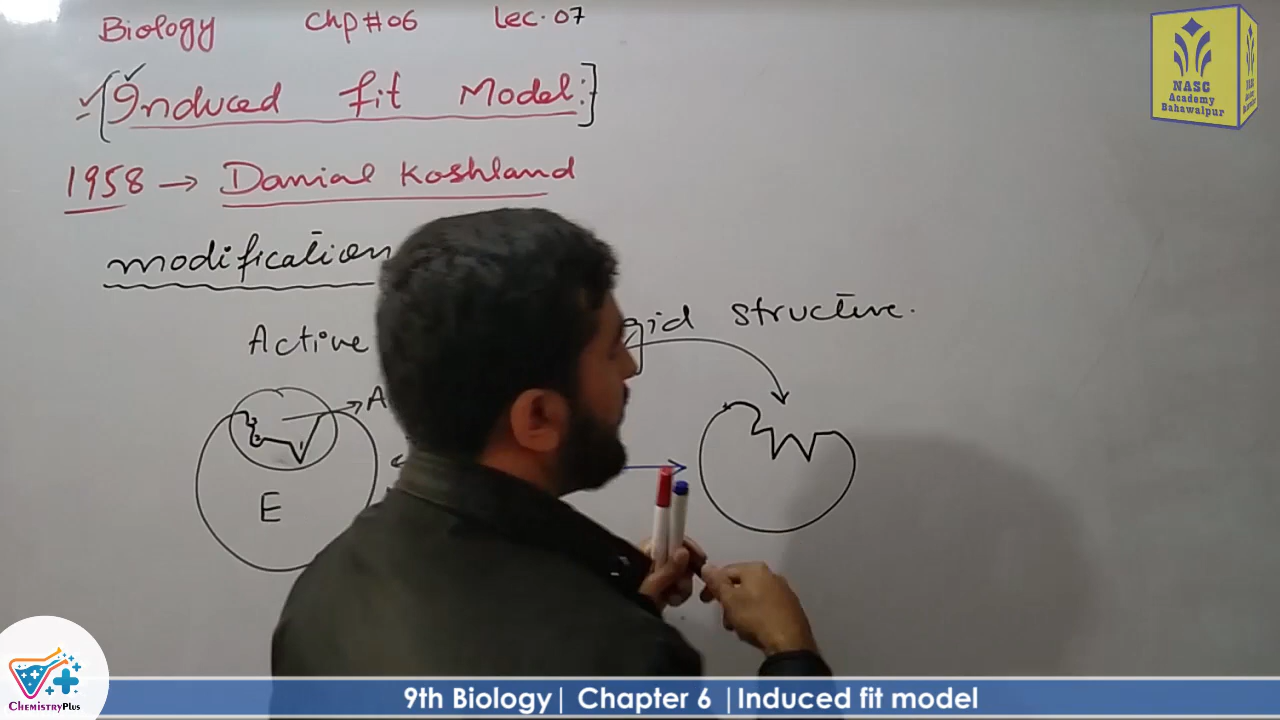 Biology Chp#06 Lec.07
Induced fit Model:
1958 → Danial Koshland
modification
Active gid structure.
A
E
NASC
Academy
Bahawalpur
ChemistryPlus
9th Biology| Chapter 6 |Induced fit model